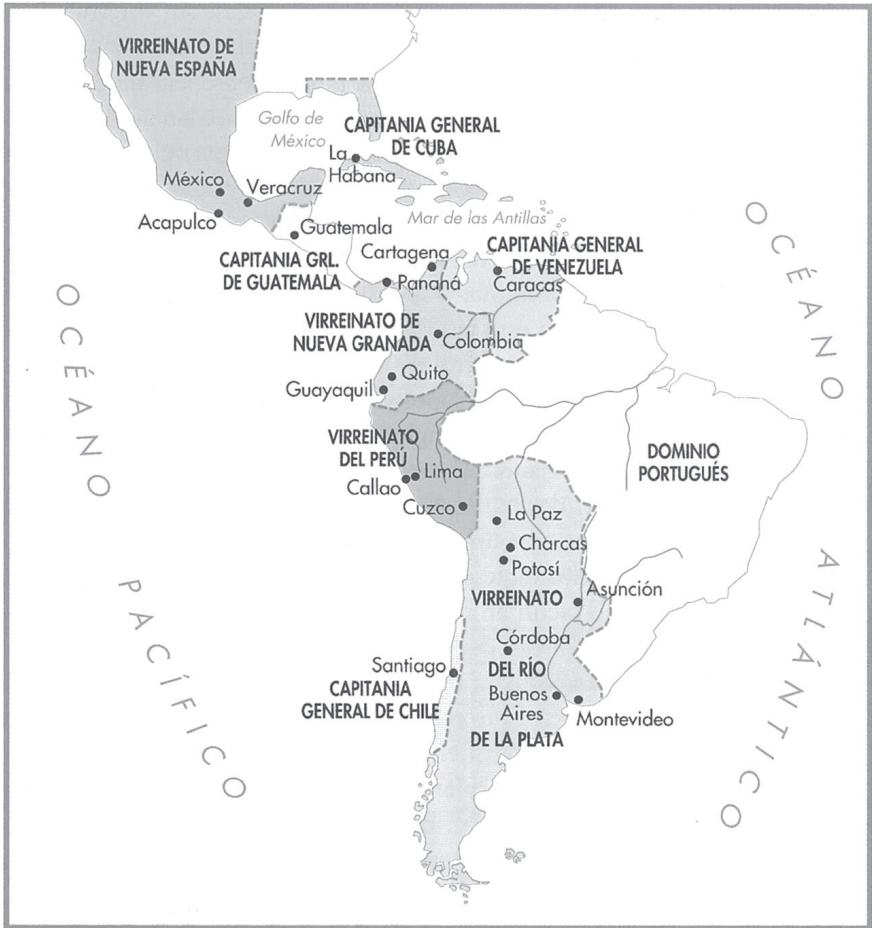 VIRREINATO DE
NUEVA ESPAÑA
Golfo de
México
CAPITANIA GENERAL
DE CUBA
La
Habana
México
Veracruz
Acapulco
Mar de las Antillas
Guatemala
CAPITANIA GRL.
DE GUATEMALA
Cartagena
Pananá
CAPITANIA GENERAL
DE VENEZUELA
Caracas
VIRREINATO DE
NUEVA GRANADA
Colombia
Quito
Guayaquil
VIRREINATO
DEL PERÚ
Lima
Callao
Cuzco
DOMINIO
PORTUGUÉS
La Paz
Charcas
Potosí
VIRREINATO
Asunción
Córdoba
DEL RÍO
Santiago
CAPITANIA
GENERAL DE CHILE
Buenos
Aires
Montevideo
DE LA PLATA
OCÉANO
PACÍFICO
OCÉANO
ATLÁNTICO